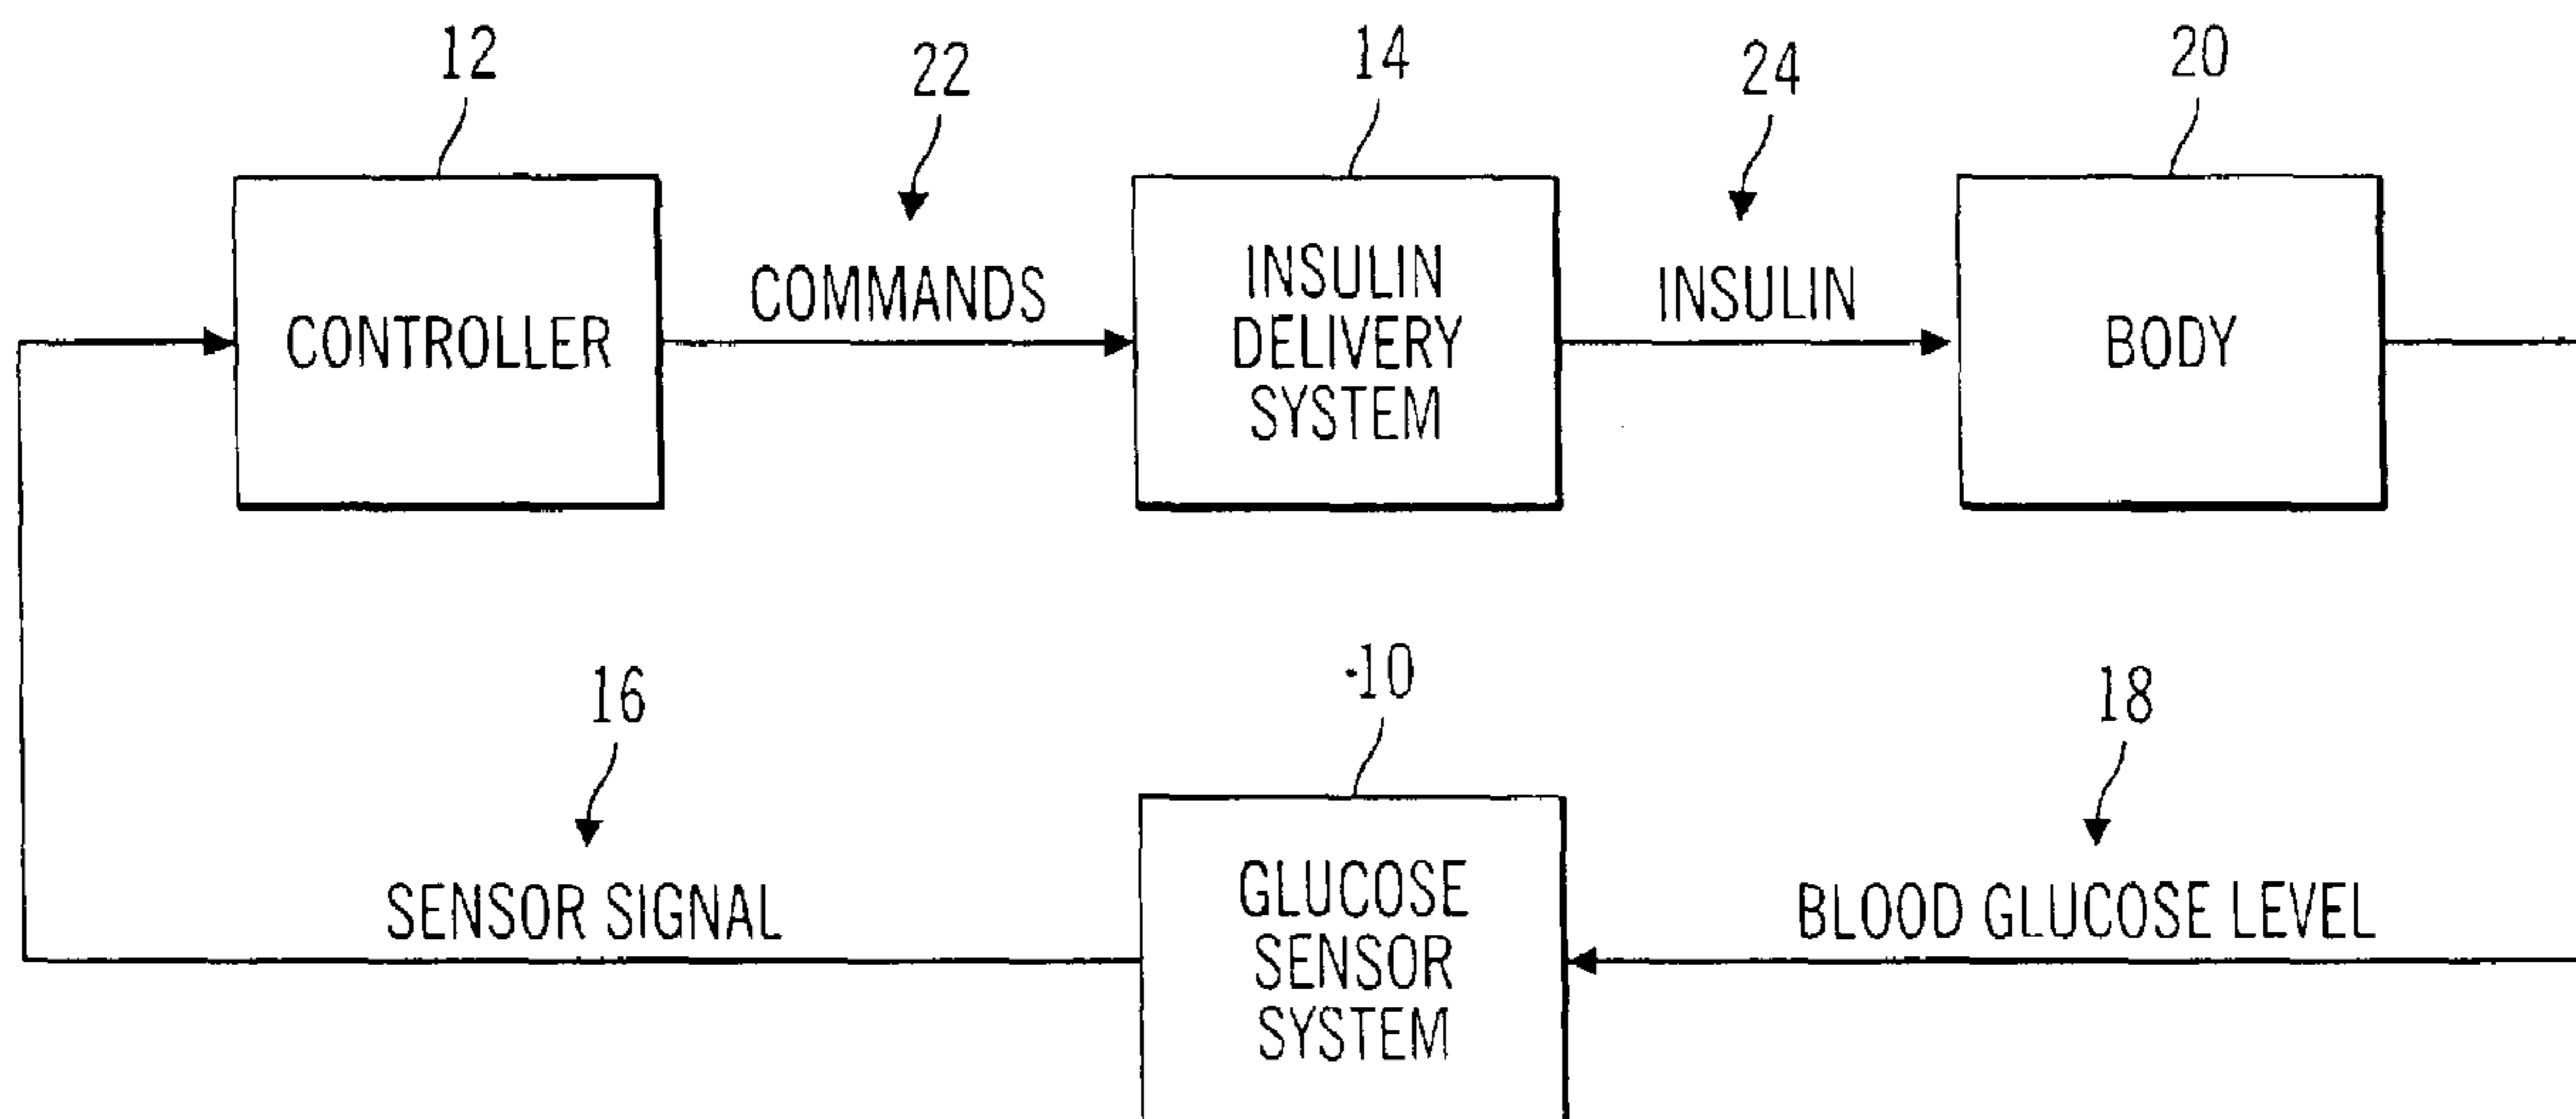 12
22
14
24
20
CONTROLLER
COMMANDS
INSULIN
DELIVERY
SYSTEM
INSULIN
BODY
16
10
18
SENSOR SIGNAL
GLUCOSE
SENSOR
SYSTEM
BLOOD GLUCOSE LEVEL